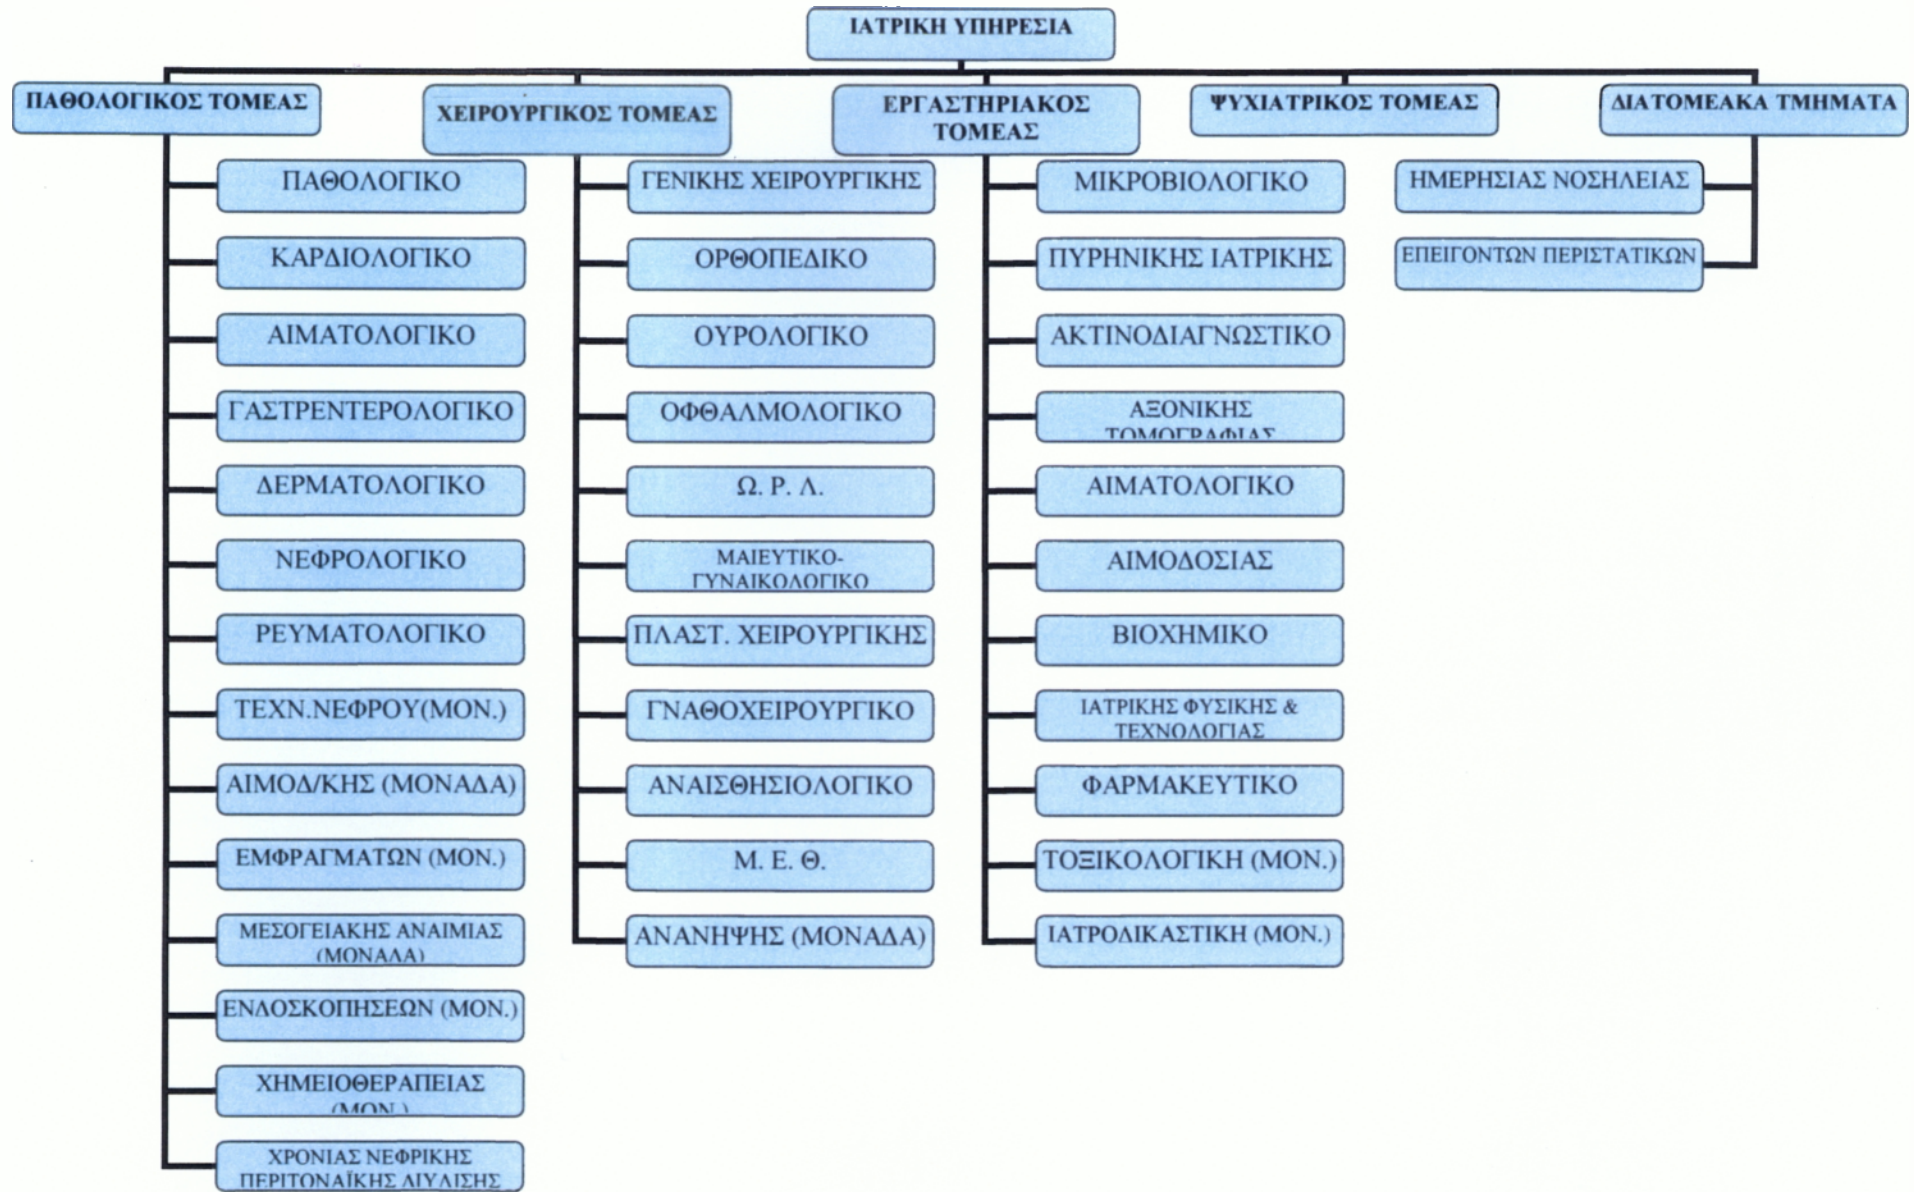 ΙΑΤΡΙΚΗ ΥΠΗΡΕΣΙΑ
ΠΑΘΟΛΟΓΙΚΟΣ ΤΟΜΕΑΣ
ΧΕΙΡΟΥΡΓΙΚΟΣ ΤΟΜΕΑΣ
ΕΡΓΑΣΤΗΡΙΑΚΟΣ
ΤΟΜΕΑΣ
ΨΥΧΙΑΤΡΙΚΟΣ ΤΟΜΕΑΣ
ΔΙΑΤΟΜΕΑΚΑ ΤΜΗΜΑΤΑ
ΠΑΘΟΛΟΓΙΚΟ
ΚΑΡΔΙΟΛΟΓΙΚΟ
ΑΙΜΑΤΟΛΟΓΙΚΟ
ΓΑΣΤΡΕΝΤΕΡΟΛΟΓΙΚΟ
ΔΕΡΜΑΤΟΛΟΓΙΚΟ
ΝΕΦΡΟΛΟΓΙΚΟ
ΡΕΥΜΑΤΟΛΟΓΙΚΟ
ΤΕΧΝ.ΝΕΦΡΟΥ(ΜΟΝ.)
ΑΙΜΟΔ/ΚΗΣ (ΜΟΝΑΔΑ)
ΕΜΦΡΑΓΜΑΤΩΝ (ΜΟΝ.)
ΜΕΣΟΓΕΙΑΚΗΣ ΑΝΑΙΜΙΑΣ
(ΜΟΝΑΔΑ)
ΕΝΔΟΣΚΟΠΗΣΕΩΝ (ΜΟΝ.)
ΧΗΜΕΙΟΘΕΡΑΠΕΙΑΣ
(ΜΟΝ.)
ΧΡΟΝΙΑΣ ΝΕΦΡΙΚΗΣ
ΠΕΡΙΤΟΝΑΪΚΗΣ ΔΙΥΛΙΣΗΣ
ΓΕΝΙΚΗΣ ΧΕΙΡΟΥΡΓΙΚΗΣ
ΟΡΘΟΠΕΔΙΚΟ
ΟΥΡΟΛΟΓΙΚΟ
ΟΦΘΑΛΜΟΛΟΓΙΚΟ
Ω. Ρ. Λ.
ΜΑΙΕΥΤΙΚΟ-
ΓΥΝΑΙΚΟΛΟΓΙΚΟ
ΠΛΑΣΤ. ΧΕΙΡΟΥΡΓΙΚΗΣ
ΓΝΑΘΟΧΕΙΡΟΥΡΓΙΚΟ
ΑΝΑΙΣΘΗΣΙΟΛΟΓΙΚΟ
Μ. Ε. Θ.
ΑΝΑΝΗΨΗΣ (ΜΟΝΑΔΑ)
ΜΙΚΡΟΒΙΟΛΟΓΙΚΟ
ΠΥΡΗΝΙΚΗΣ ΙΑΤΡΙΚΗΣ
ΑΚΤΙΝΟΔΙΑΓΝΩΣΤΙΚΟ
ΑΞΟΝΙΚΗΣ
ΤΟΜΟΓΡΑΦΙΑΣ
ΑΙΜΑΤΟΛΟΓΙΚΟ
ΑΙΜΟΔΟΣΙΑΣ
ΒΙΟΧΗΜΙΚΟ
ΙΑΤΡΙΚΗΣ ΦΥΣΙΚΗΣ &
ΤΕΧΝΟΛΟΓΙΑΣ
ΦΑΡΜΑΚΕΥΤΙΚΟ
ΤΟΞΙΚΟΛΟΓΙΚΗ (ΜΟΝ.)
ΙΑΤΡΟΔΙΚΑΣΤΙΚΗ (ΜΟΝ.)
ΗΜΕΡΗΣΙΑΣ ΝΟΣΗΛΕΙΑΣ
ΕΠΕΙΓΟΝΤΩΝ ΠΕΡΙΣΤΑΤΙΚΩΝ